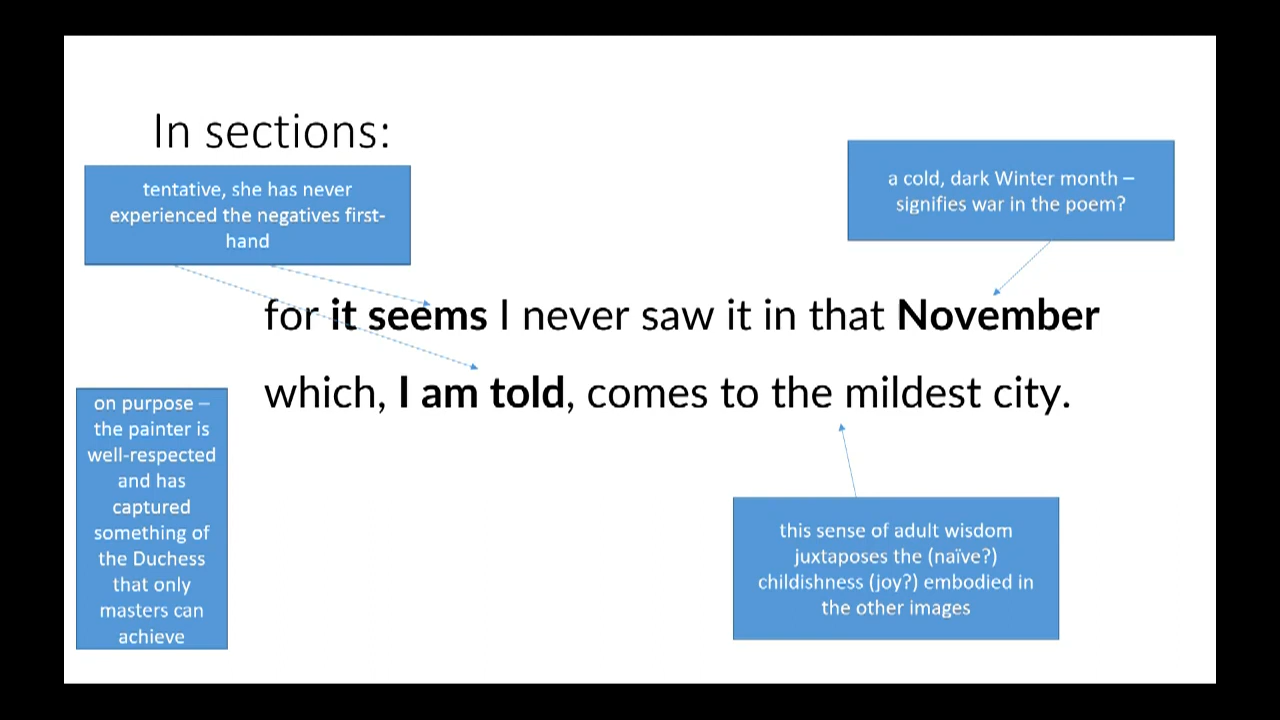 In sections:
tentative, she has never
experienced the negatives first-
hand
a cold, dark Winter month –
signifies war in the poem?
for it seems I never saw it in that November
which, I am told, comes to the mildest city.
on purpose –
the painter is
well-respected
and has
captured
something of
the Duchess
that only
masters can
achieve
this sense of adult wisdom
juxtaposes the (naïve?)
childishness (joy?) embodied in
the other images